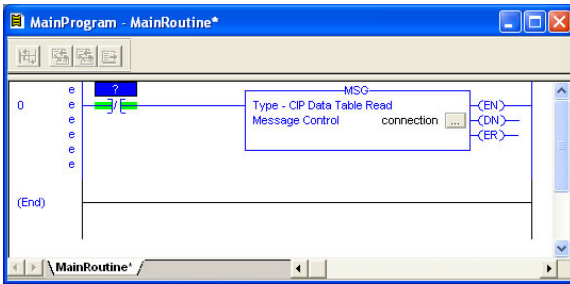 MainProgram - MainRoutine*
e
?
MSG
0
e
Type - CIP Data Table Read
(EN)
e
Message Control
connection
...
(DN)
e
(ER)
e
e
(End)
MainRoutine*